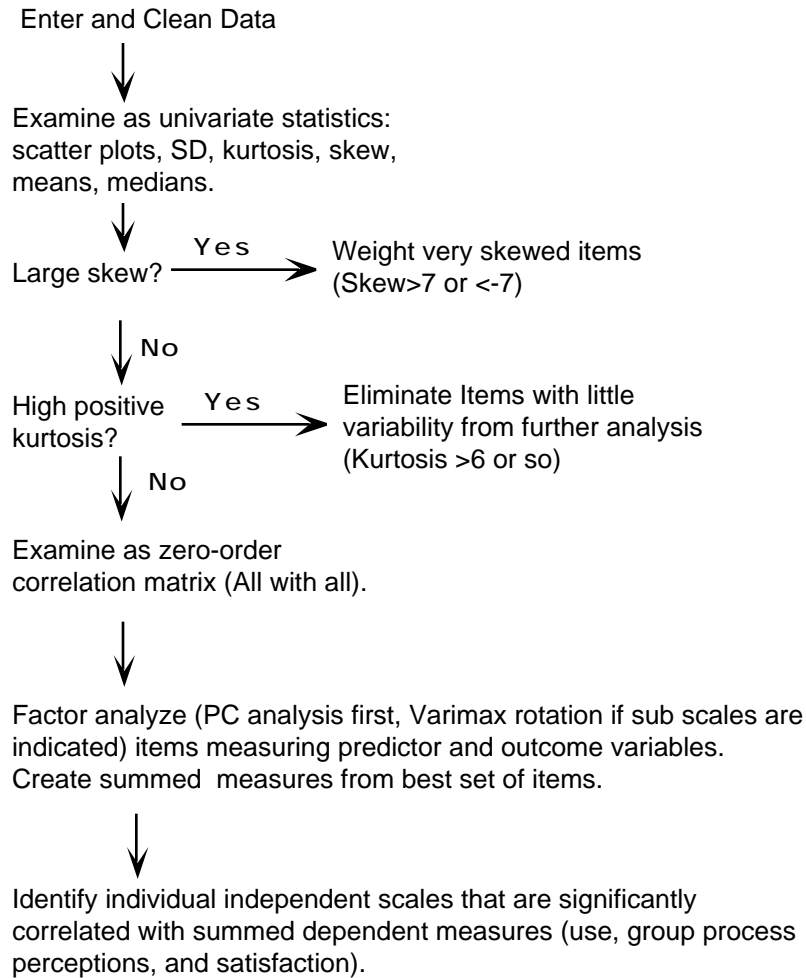 Enter and Clean Data
Examine as univariate statistics:
scatter plots, SD, kurtosis, skew,
means, medians.
Large skew?
Yes
Weight very skewed items
(Skew>7 or <-7)
No
High positive
kurtosis?
Yes
Eliminate Items with little
variability from further analysis
(Kurtosis >6 or so)
No
Examine as zero-order
correlation matrix (All with all).
Factor analyze (PC analysis first, Varimax rotation if sub scales are
indicated) items measuring predictor and outcome variables.
Create summed  measures from best set of items.
Identify individual independent scales that are significantly
correlated with summed dependent measures (use, group process
perceptions, and satisfaction).